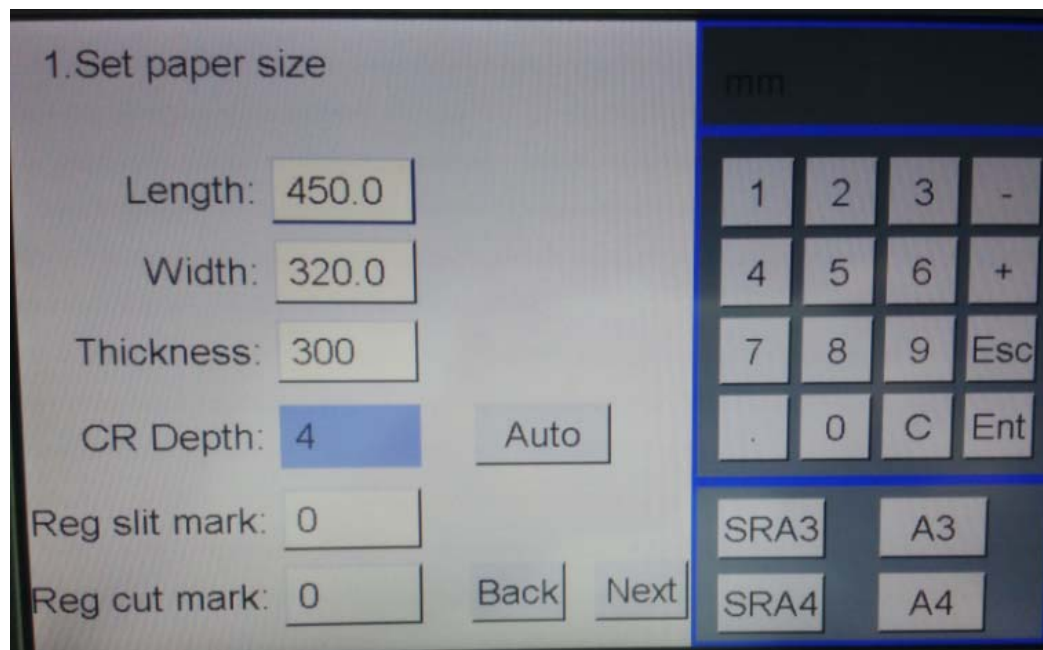 1.Set paper size
mm
Length: 450.0
Width: 320.0
Thickness: 300
CR Depth: 4 Auto
Reg slit mark: 0
Reg cut mark: 0 Back Next
1 2 3 -
4 5 6 +
7 8 9 Esc
. 0 C Ent
SRA3 A3
SRA4 A4